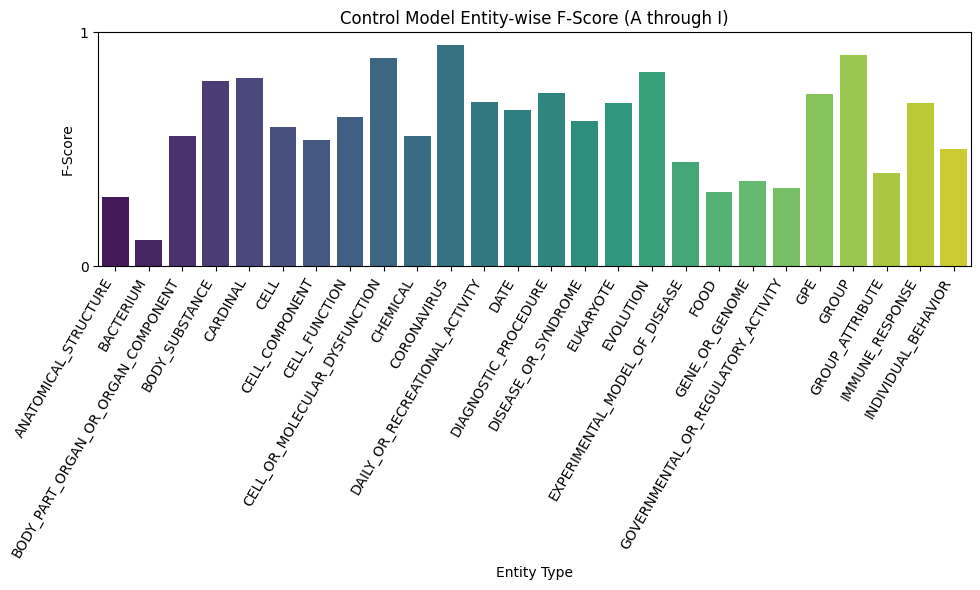 Control Model Entity-wise F-Score (A through I)
1
F-Score
0
ANATOMICAL_STRUCTURE
BACTERIUM
BODY_PART_ORGAN_OR_ORGAN_COMPONENT
BODY_SUBSTANCE
CARDINAL
CELL
CELL_COMPONENT
CELL_FUNCTION
CELL_OR_MOLECULAR_DYSFUNCTION
CHEMICAL
CORONAVIRUS
DAILY_OR_RECREATIONAL_ACTIVITY
DATE
DIAGNOSTIC_PROCEDURE
DISEASE_OR_SYNDROME
EUKARYOTE
EVOLUTION
EXPERIMENTAL_MODEL_OF_DISEASE
FOOD
GENE_OR_GENOME
GOVERNMENTAL_OR_REGULATORY_ACTIVITY
GPE
GROUP
GROUP_ATTRIBUTE
IMMUNE_RESPONSE
INDIVIDUAL_BEHAVIOR
Entity Type